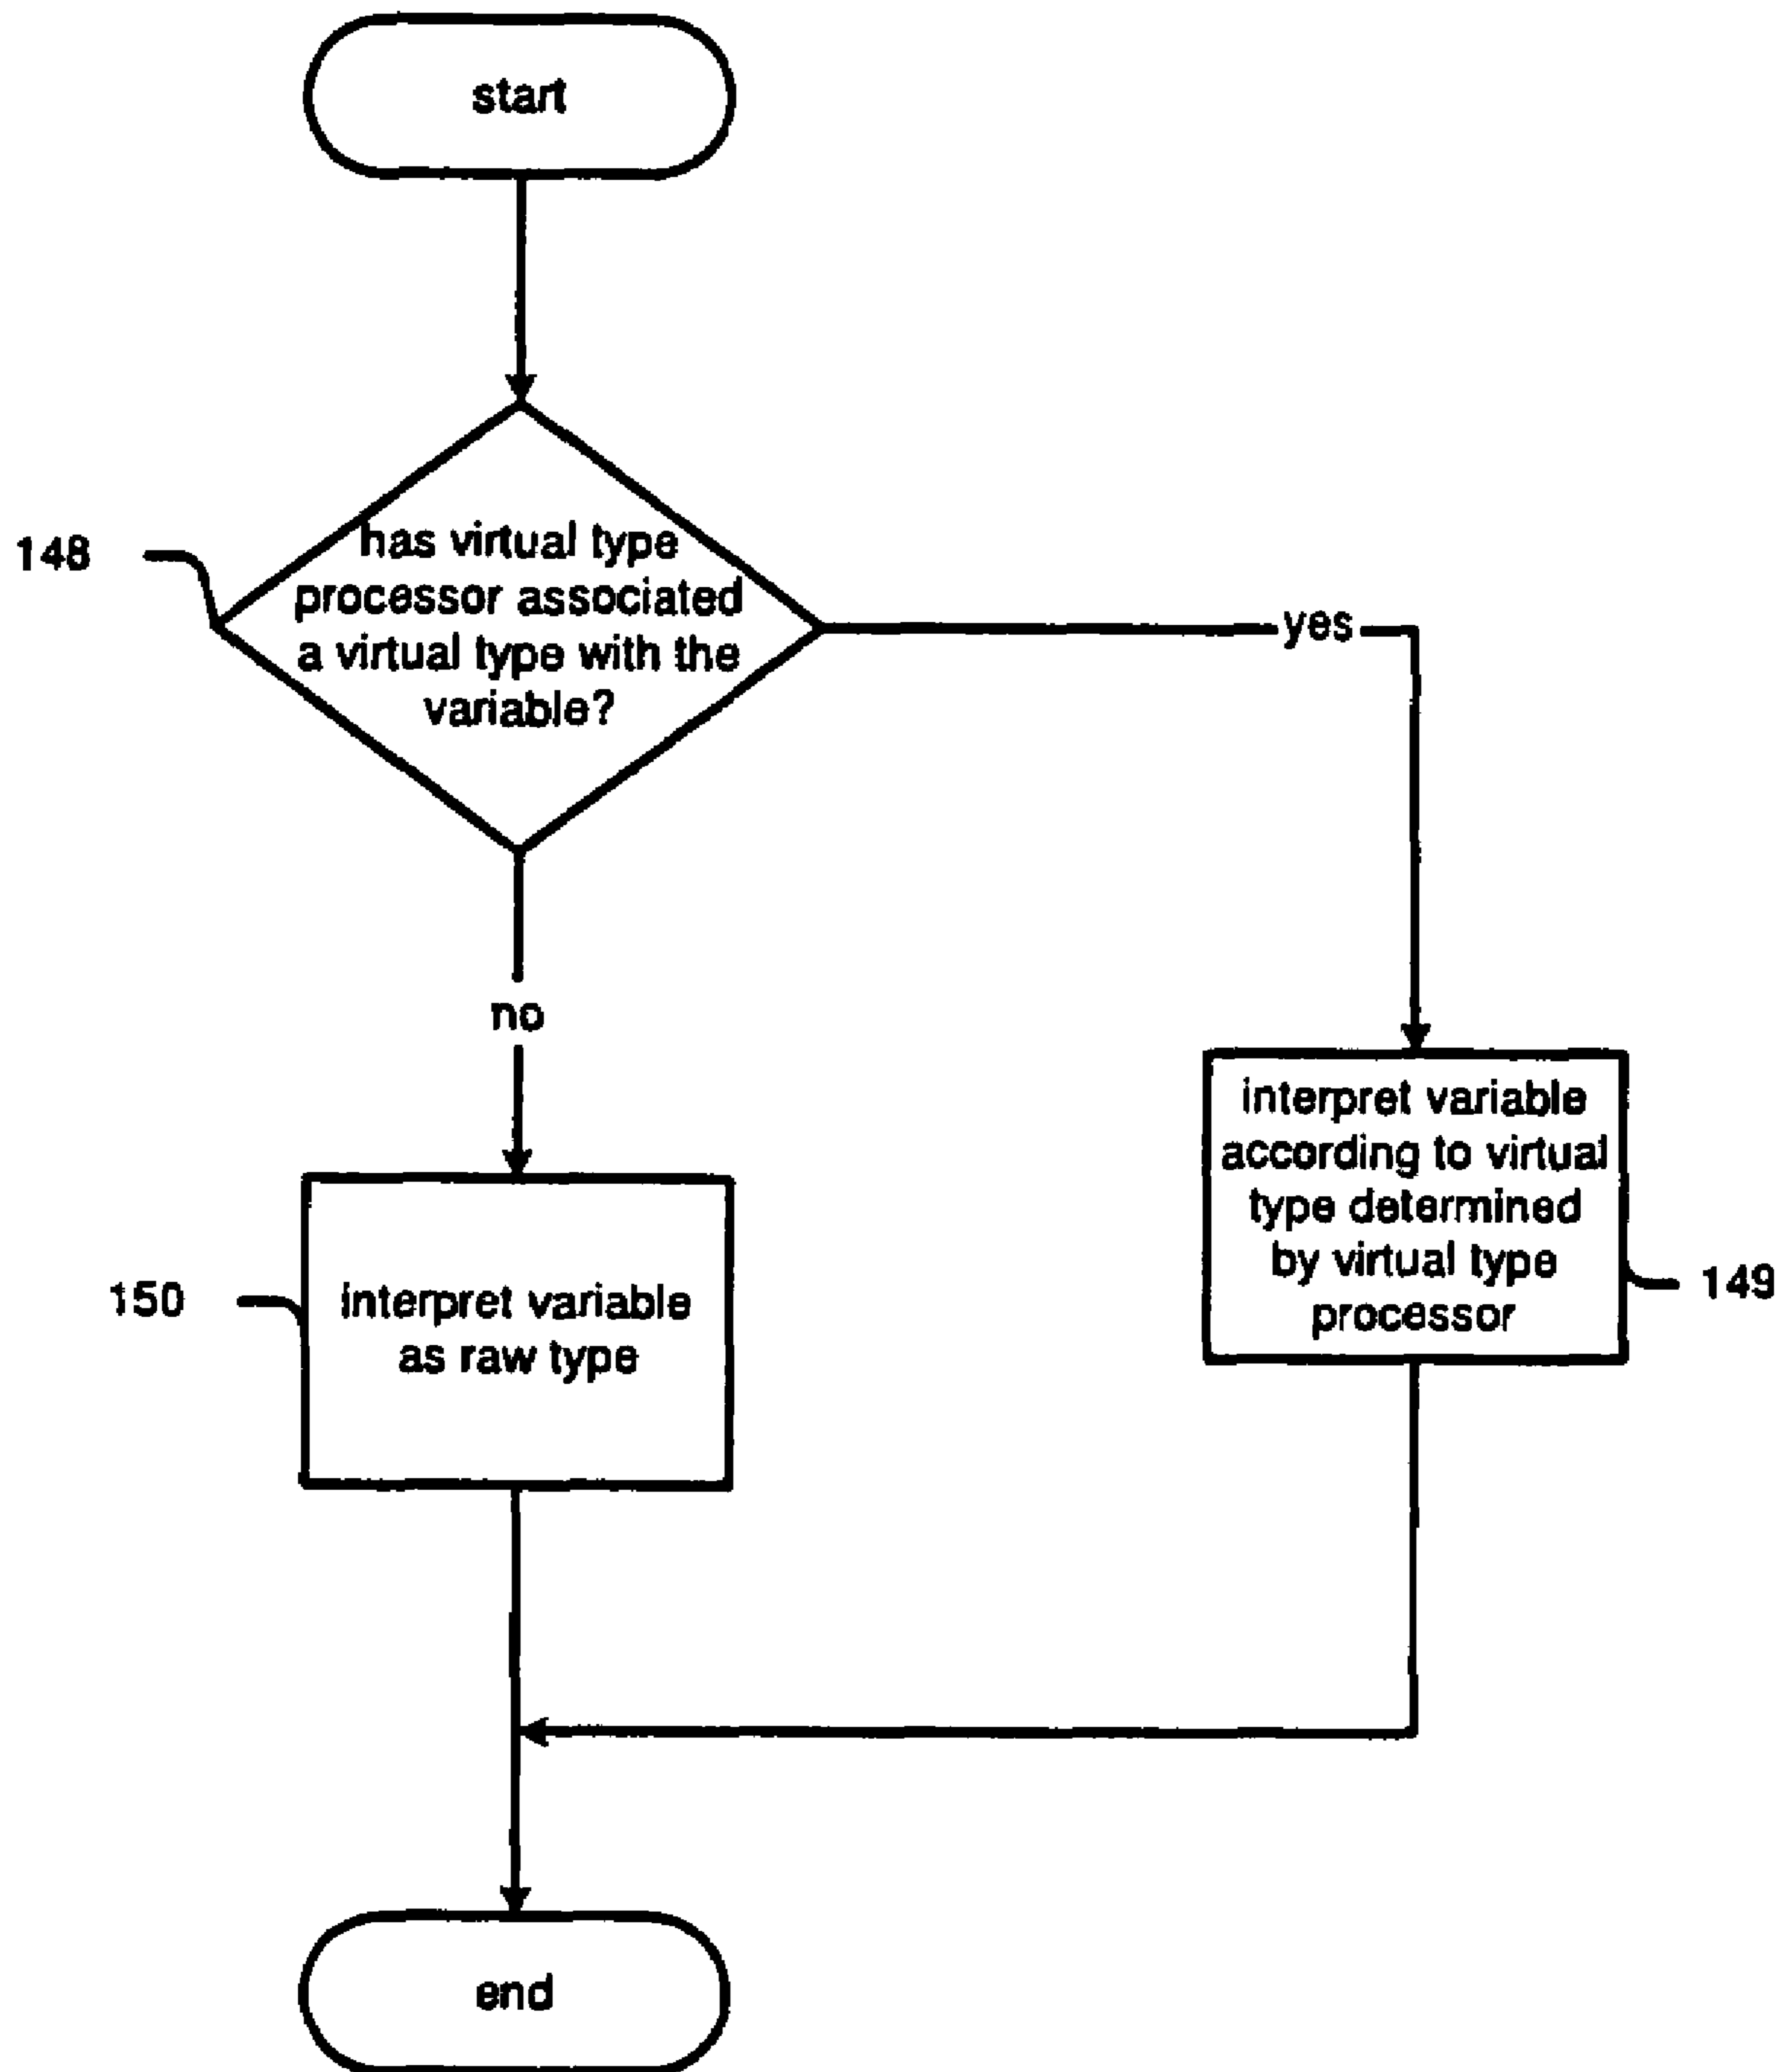 start
148
has virtual type
processor associated
a virtual type with the
variable?
yes
no
interpret variable
according to virtual
type determined
by virtual type
processor
149
150
interpret variable
as raw type
end